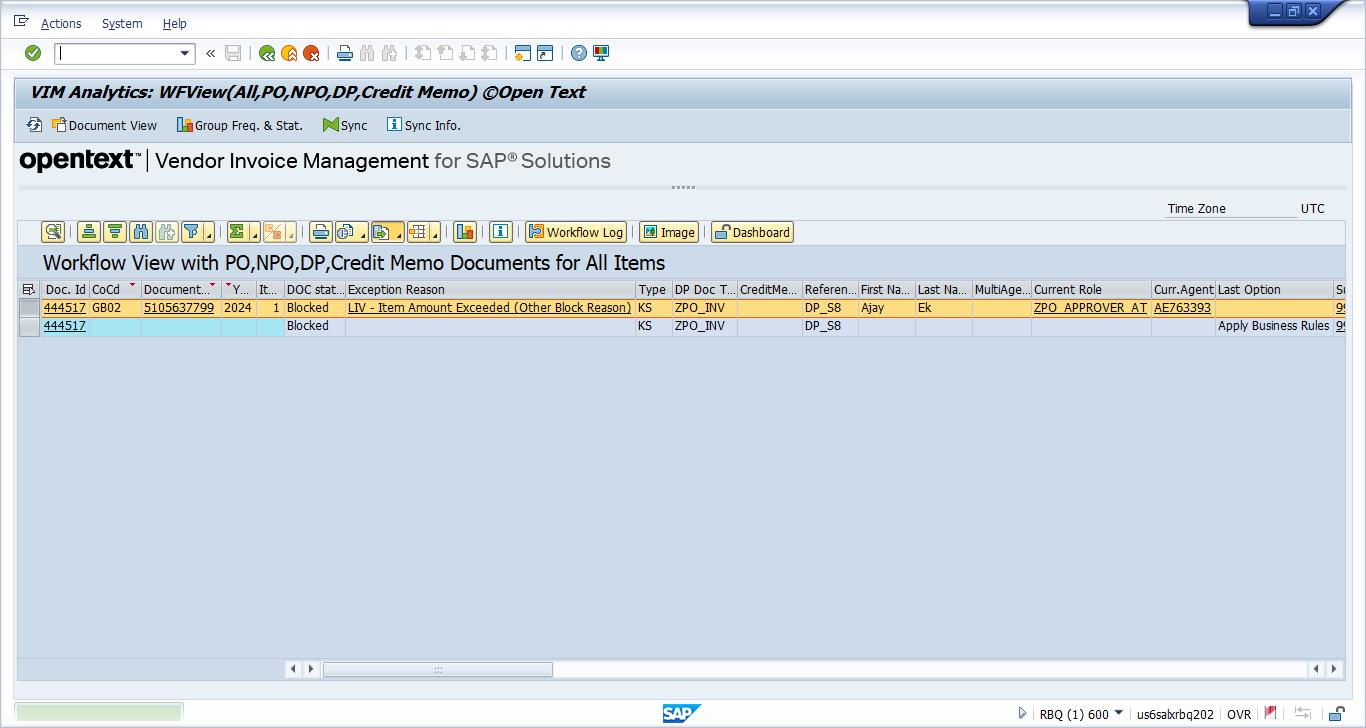 Actions System Help
VIM Analytics: WFView(All,PO,NPO,DP,Credit Memo) ©Open Text
Document View Group Freq. & Stat. Sync Sync Info.
opentext™ | Vendor Invoice Management for SAP® Solutions
Time Zone UTC
Workflow Log Image Dashboard
Workflow View with PO,NPO,DP,Credit Memo Documents for All Items
Doc. Id CoCd Document... Y... It... DOC stat... Exception Reason Type DP Doc T... CreditMe... Referen... First Na... Last Na... MultiAge... Current Role Curr.Agent Last Option
444517 GB02 5105637799 2024 1 Blocked LIV - Item Amount Exceeded (Other Block Reason) KS ZPO_INV DP_S8 Ajay Ek ZPO_APPROVER_AT AE763393 99
444517 Blocked KS ZPO_INV DP_S8 Apply Business Rules 99
SAP RBQ (1) 600 us6salxrbq202 OVR